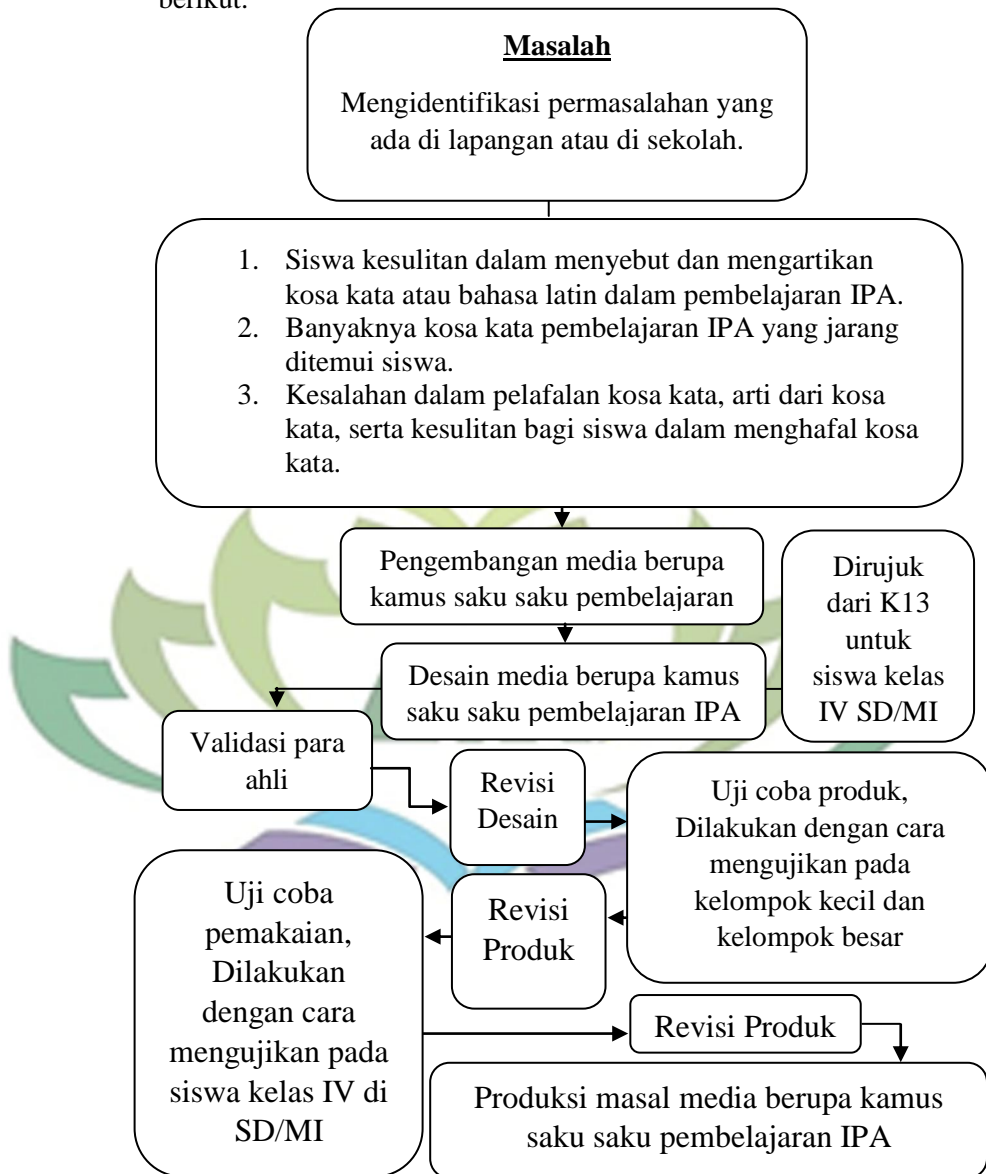 berikut.
Masalah
Mengidentifikasi permasalahan yang
ada di lapangan atau di sekolah.
1. Siswa kesulitan dalam menyebut dan mengartikan
kosa kata atau bahasa latin dalam pembelajaran IPA.
2. Banyaknya kosa kata pembelajaran IPA yang jarang
ditemui siswa.
3. Kesalahan dalam pelafalan kosa kata, arti dari kosa
kata, serta kesulitan bagi siswa dalam menghafal kosa
kata.
Pengembangan media berupa
kamus saku saku pembelajaran
Dirujuk
dari K13
untuk
siswa kelas
IV SD/MI
Desain media berupa kamus
saku saku pembelajaran IPA
Validasi para
ahli
Revisi
Desain
Uji coba produk,
Dilakukan dengan cara
mengujikan pada
kelompok kecil dan
kelompok besar
Revisi
Produk
Uji coba
pemakaian,
Dilakukan
dengan cara
mengujikan pada
siswa kelas IV di
SD/MI
Revisi Produk
Produksi masal media berupa kamus
saku saku pembelajaran IPA